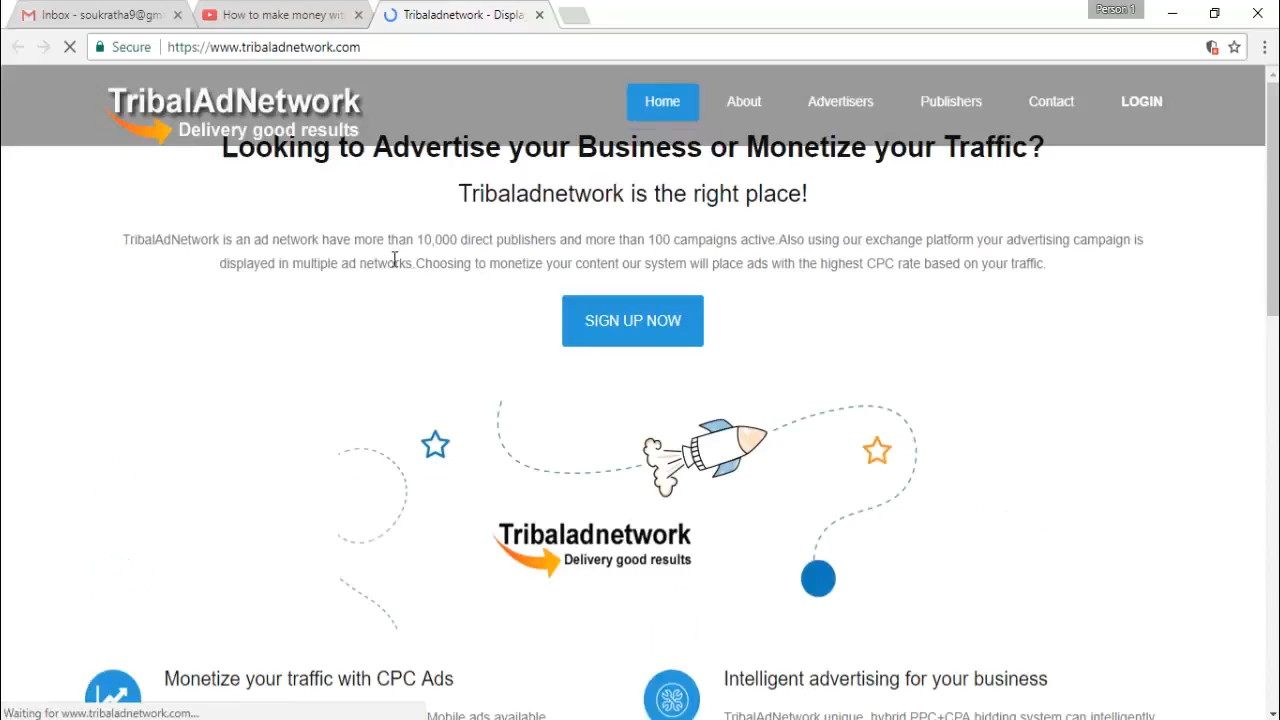 Person 1
Inbox - soukratha9@gm
How to make money wit
Tribaladnetwork - Displa
Secure
https://www.tribaladnetwork.com
TribalAdNetwork
Delivery good results
Home
About
Advertisers
Publishers
Contact
LOGIN
Looking to Advertise your Business or Monetize your Traffic?
Tribaladnetwork is the right place!
TribalAdNetwork is an ad network have more than 10,000 direct publishers and more than 100 campaigns active.Also using our exchange platform your advertising campaign is
displayed in multiple ad networks.Choosing to monetize your content our system will place ads with the highest CPC rate based on your traffic.
SIGN UP NOW
Tribaladnetwork
Delivery good results
Monetize your traffic with CPC Ads
Intelligent advertising for your business
Mobile ads available
TribalAdNetwork unique, hybrid PPC+CPA bidding system can intelligently
Waiting for www.tribaladnetwork.com...